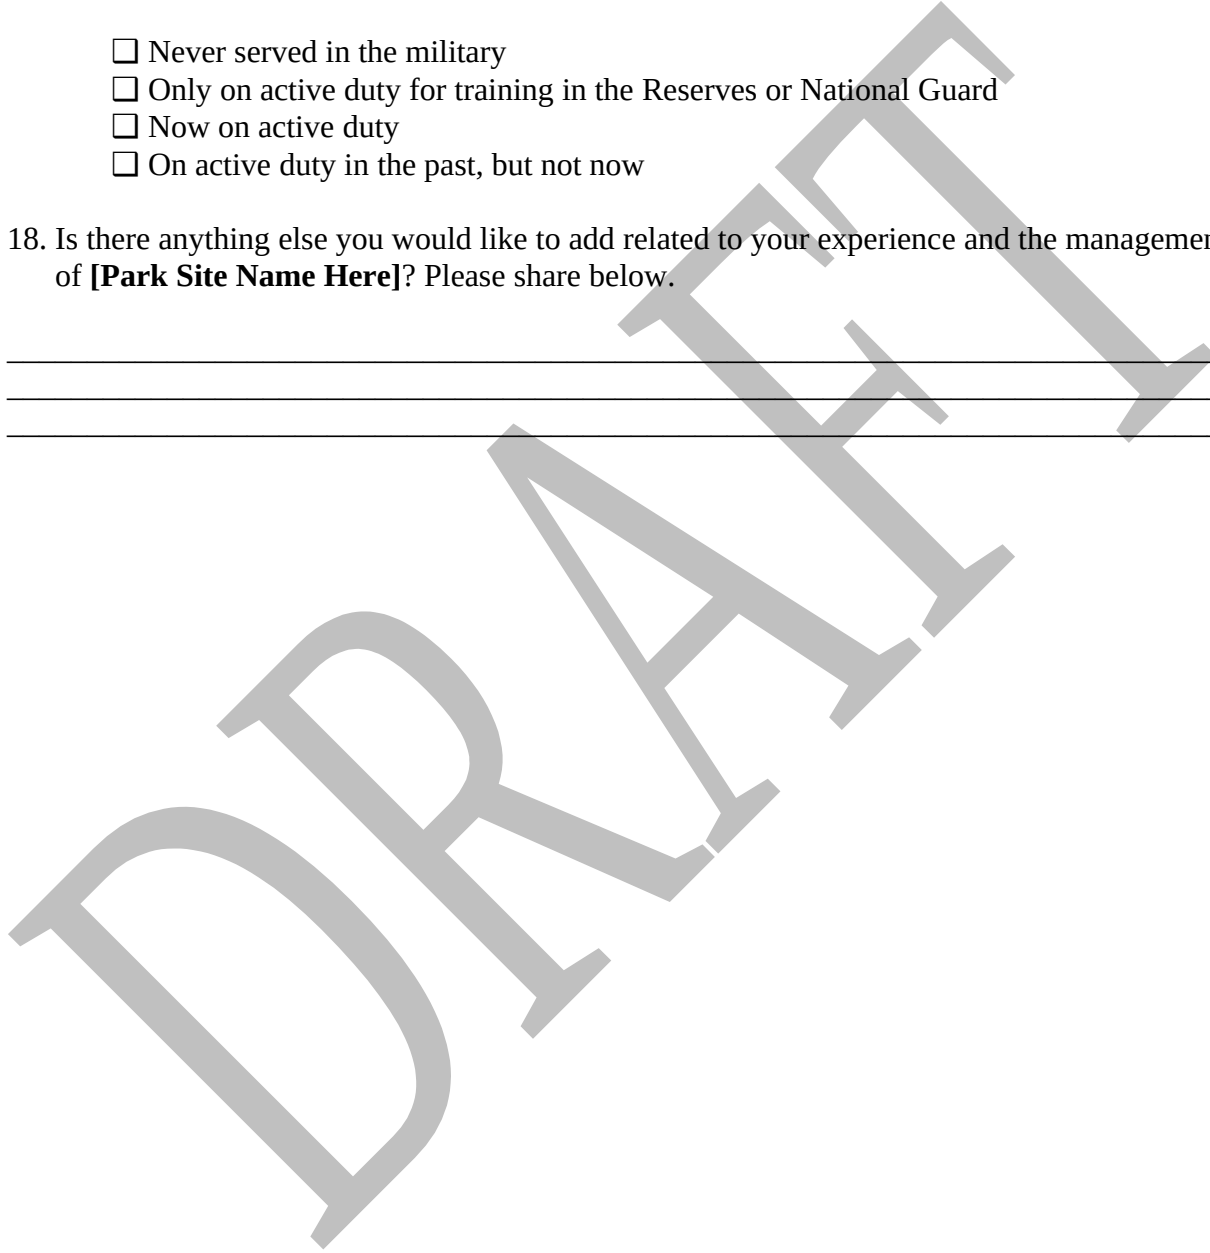 ❏ Never served in the military
❏ Only on active duty for training in the Reserves or National Guard
❏ Now on active duty
❏ On active duty in the past, but not now
18. Is there anything else you would like to add related to your experience and the managemen
of [Park Site Name Here]? Please share below.
DRAFT